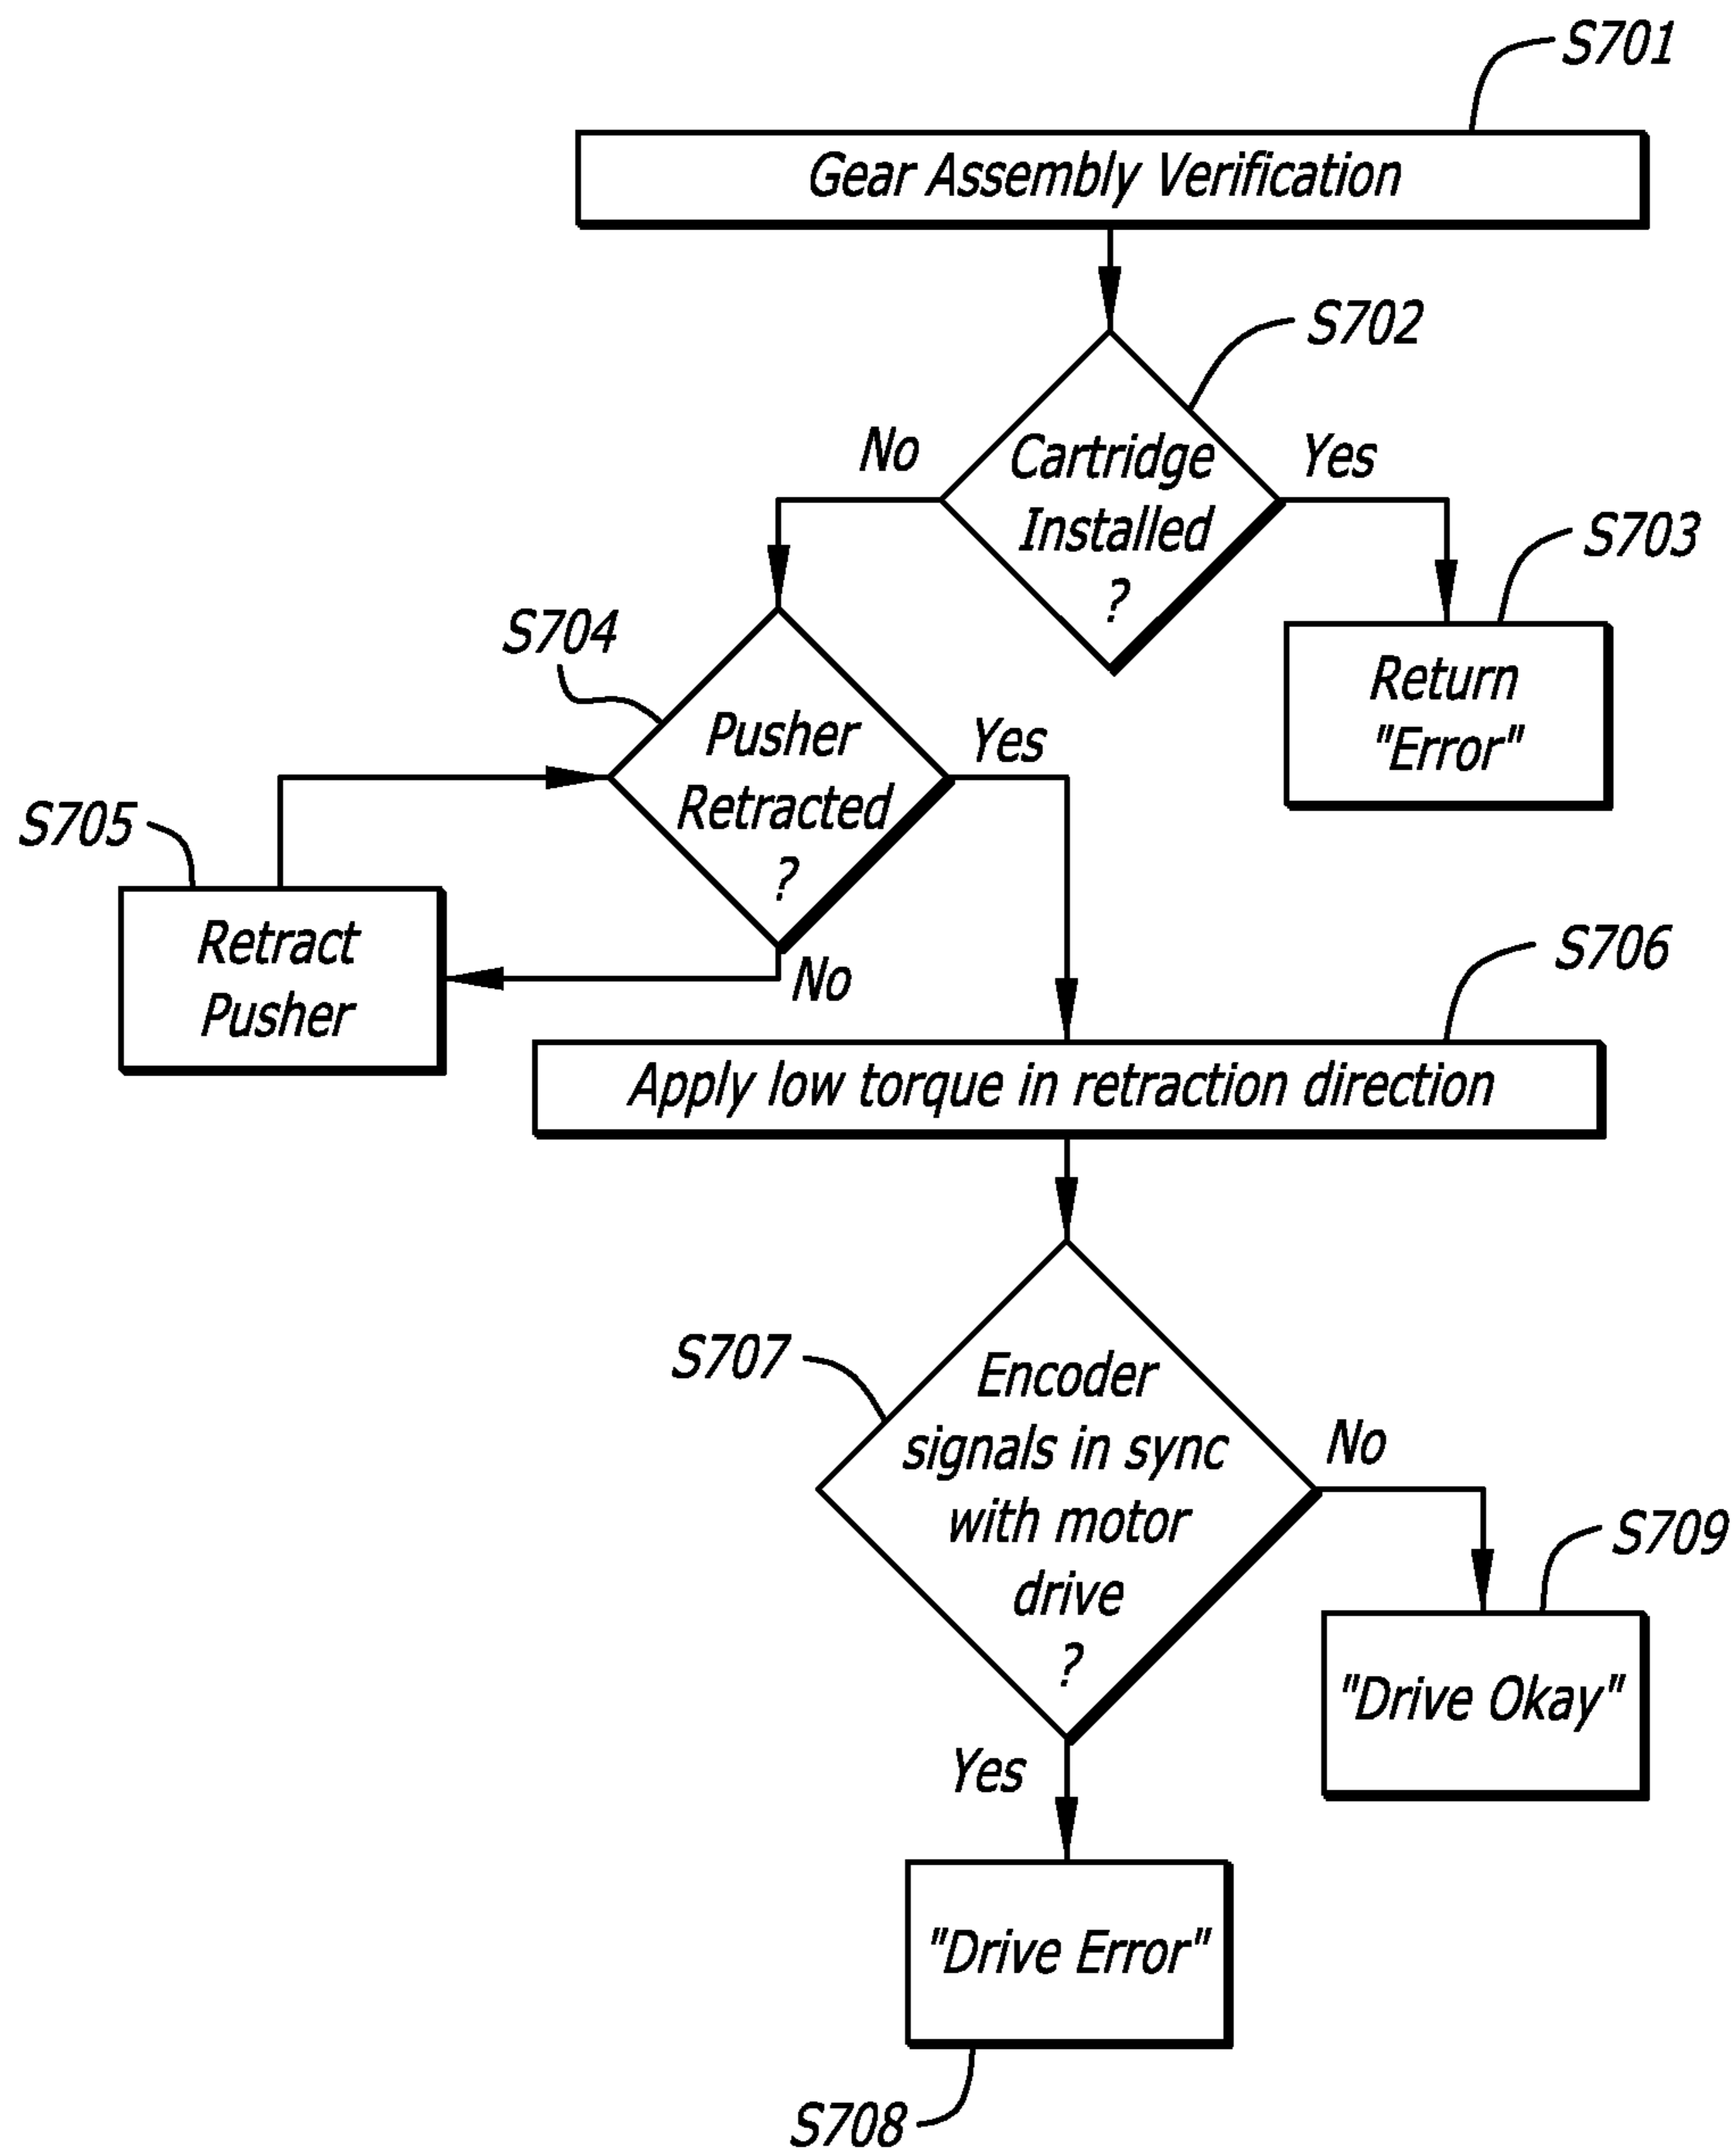 S701
Gear Assembly Verification
S702
No
Cartridge
Installed
?
Yes
S703
Return
"Error"
S704
Pusher
Retracted
?
Yes
No
S705
Retract
Pusher
S706
Apply low torque in retraction direction
S707
Encoder
signals in sync
with motor
drive
?
No
S709
"Drive Okay"
Yes
"Drive Error"
S708